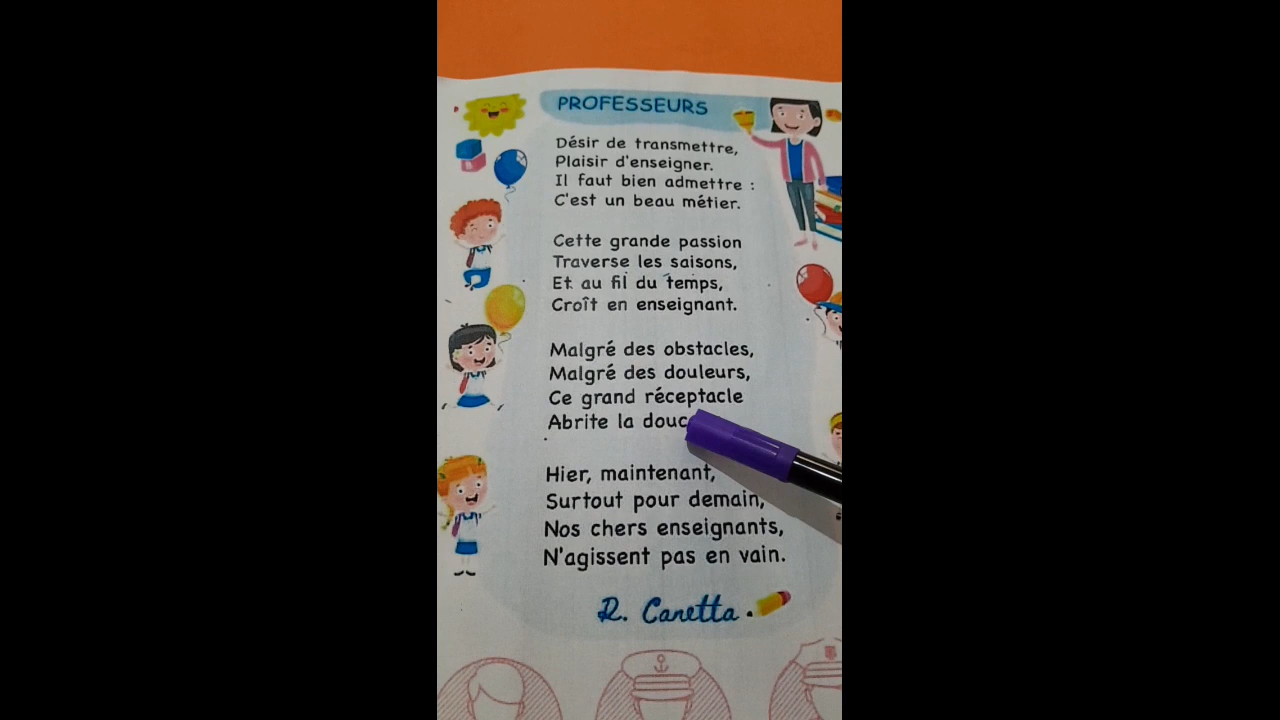 PROFESSEURS
Désir de transmettre,
Plaisir d'enseigner.
Il faut bien admettre :
C'est un beau métier.
Cette grande passion
Traverse les saisons,
Et au fil du temps,
Croît en enseignant.
Malgré des obstacles,
Malgré des douleurs,
Ce grand réceptacle
Abrite la
Hier, maintenant,
Surtout pour demain,
Nos chers enseignants,
N'agissent pas en vain.
R. Canetta